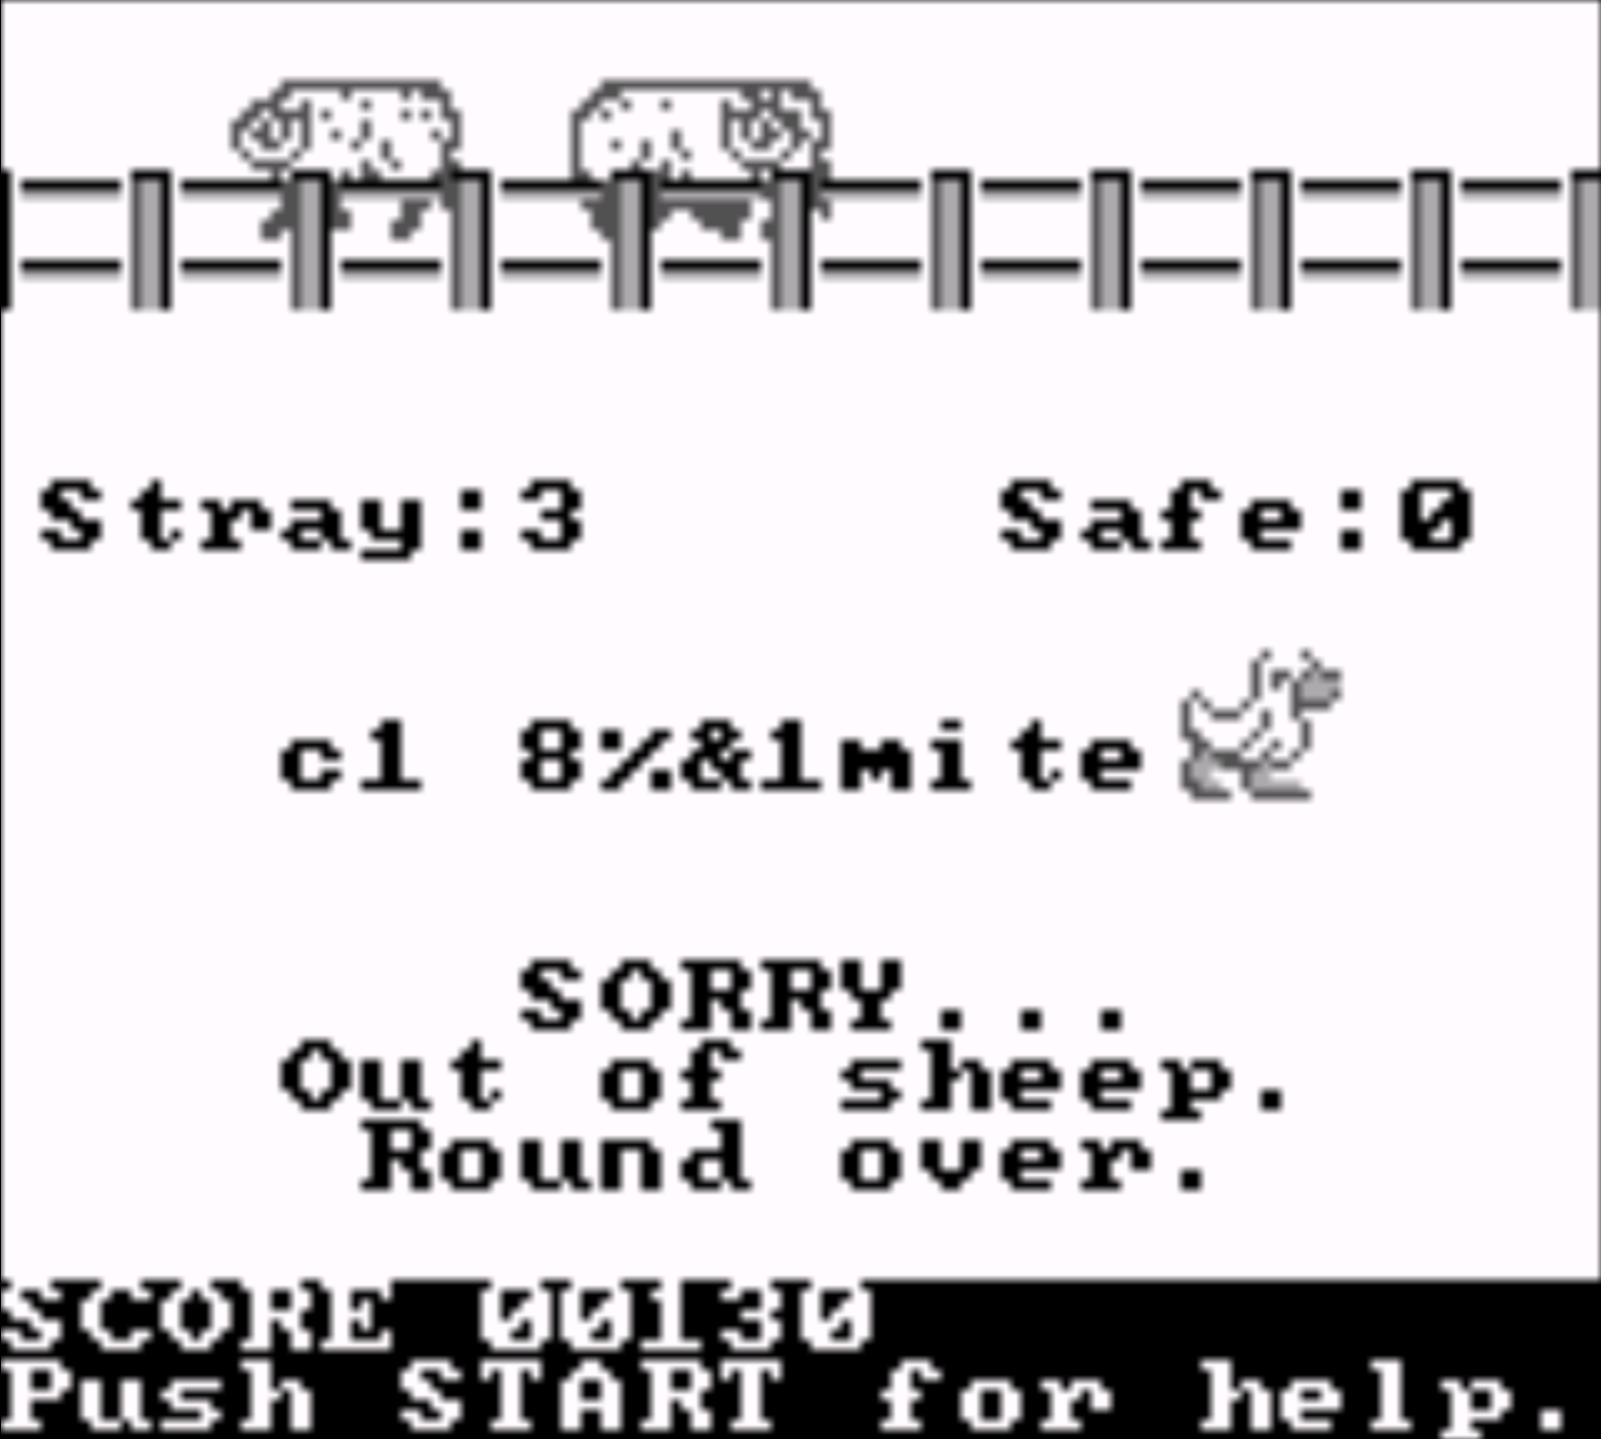 Stray:3 Safe:0
c1 8%&1mite
SORRY...
Out of sheep.
Round over.
SCORE 00130
Push START for help.